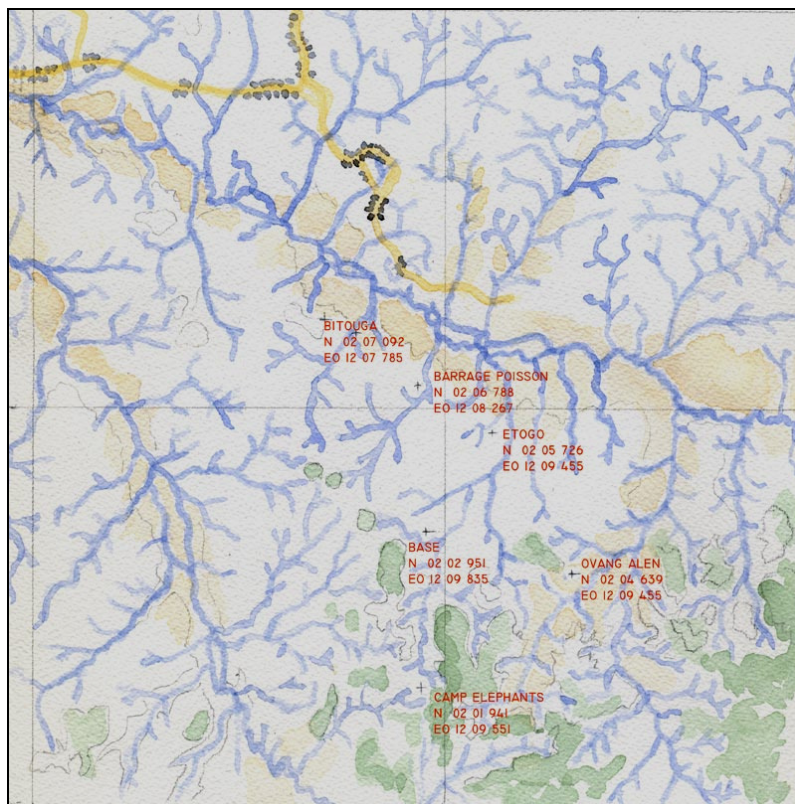 BITOUGA
N 02 07 092
EO 12 07 785
BARRAGE POISSON
N 02 06 788
EO 12 08 267
ETOGO
N 02 05 726
EO 12 09 455
BASE
N 02 02 951
EO 12 09 835
OVANG ALEN
N 02 04 639
EO 12 09 455
CAMP ELEPHANTS
N 02 01 941
EO 12 09 551